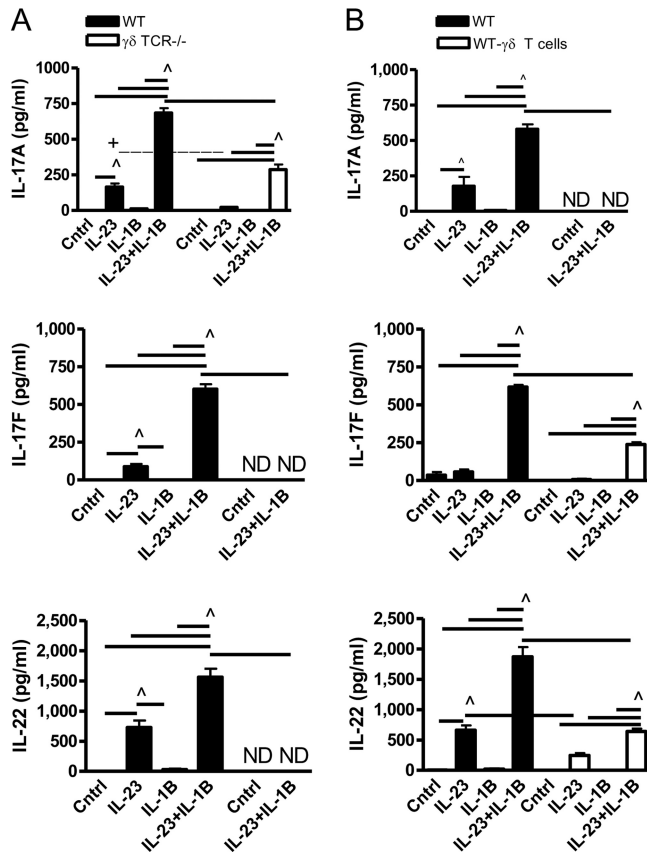 A
WT
γδ TCR-/-
IL-17A (pg/ml)
1,000
750
500
250
0
+
^
^
^
Cntrl
IL-23
IL-1B
IL-23+IL-1B
Cntrl
IL-23
IL-1B
IL-23+IL-1B
B
WT
WT-γδ T cells
IL-17A (pg/ml)
1,000
750
500
250
0
^
^
ND ND
Cntrl
IL-23
IL-1B
IL-23+IL-1B
Cntrl
IL-23+IL-1B
IL-17F (pg/ml)
1,000
750
500
250
0
^
^
ND ND
Cntrl
IL-23
IL-1B
IL-23+IL-1B
Cntrl
IL-23+IL-1B
IL-17F (pg/ml)
1,000
750
500
250
0
^
^
Cntrl
IL-23
IL-1B
IL-23+IL-1B
Cntrl
IL-23
IL-1B
IL-23+IL-1B
IL-22 (pg/ml)
2,500
2,000
1,500
1,000
500
0
^
^
ND ND
Cntrl
IL-23
IL-1B
IL-23+IL-1B
Cntrl
IL-23+IL-1B
IL-22 (pg/ml)
2,500
2,000
1,500
1,000
500
0
^
^
^
Cntrl
IL-23
IL-1B
IL-23+IL-1B
Cntrl
IL-23
IL-1B
IL-23+IL-1B